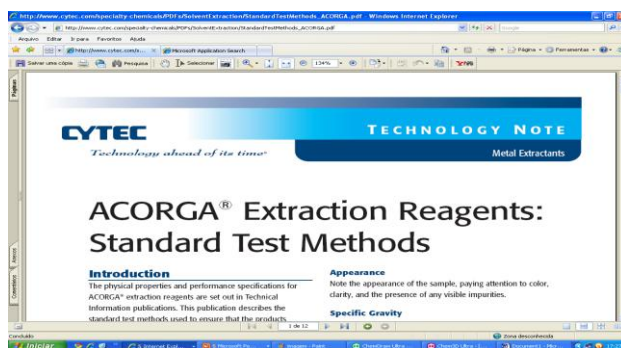 http://www.cytec.com/specialty-chemicals/PDFs/SolventExtraction/StandardTestMethods_ACORGA.pdf - Windows Internet Explorer
http://www.cytec.com/specialty-chemicals/PDFs/SolventExtraction/StandardTestMethods_ACORGA.pdf
Arquivo Editar Ir para Favoritos Ajuda
http://www.cytec.com/s... Microsoft Application Search Página Ferramentas
Salvar uma cópia Pesquisa Selecionar 134%
CYTEC
TECHNOLOGY NOTE
Technology ahead of its time
Metal Extractants
ACORGA® Extraction Reagents:
Standard Test Methods
Introduction
The physical properties and performance specifications for
ACORGA® extraction reagents are set out in Technical
Information publications. This publication describes the
standard test methods used to ensure that the products
Appearance
Note the appearance of the sample, paying attention to color,
clarity, and the presence of any visible impurities.
Specific Gravity
1 de 12
Concluído Zona desconhecida
Iniciar